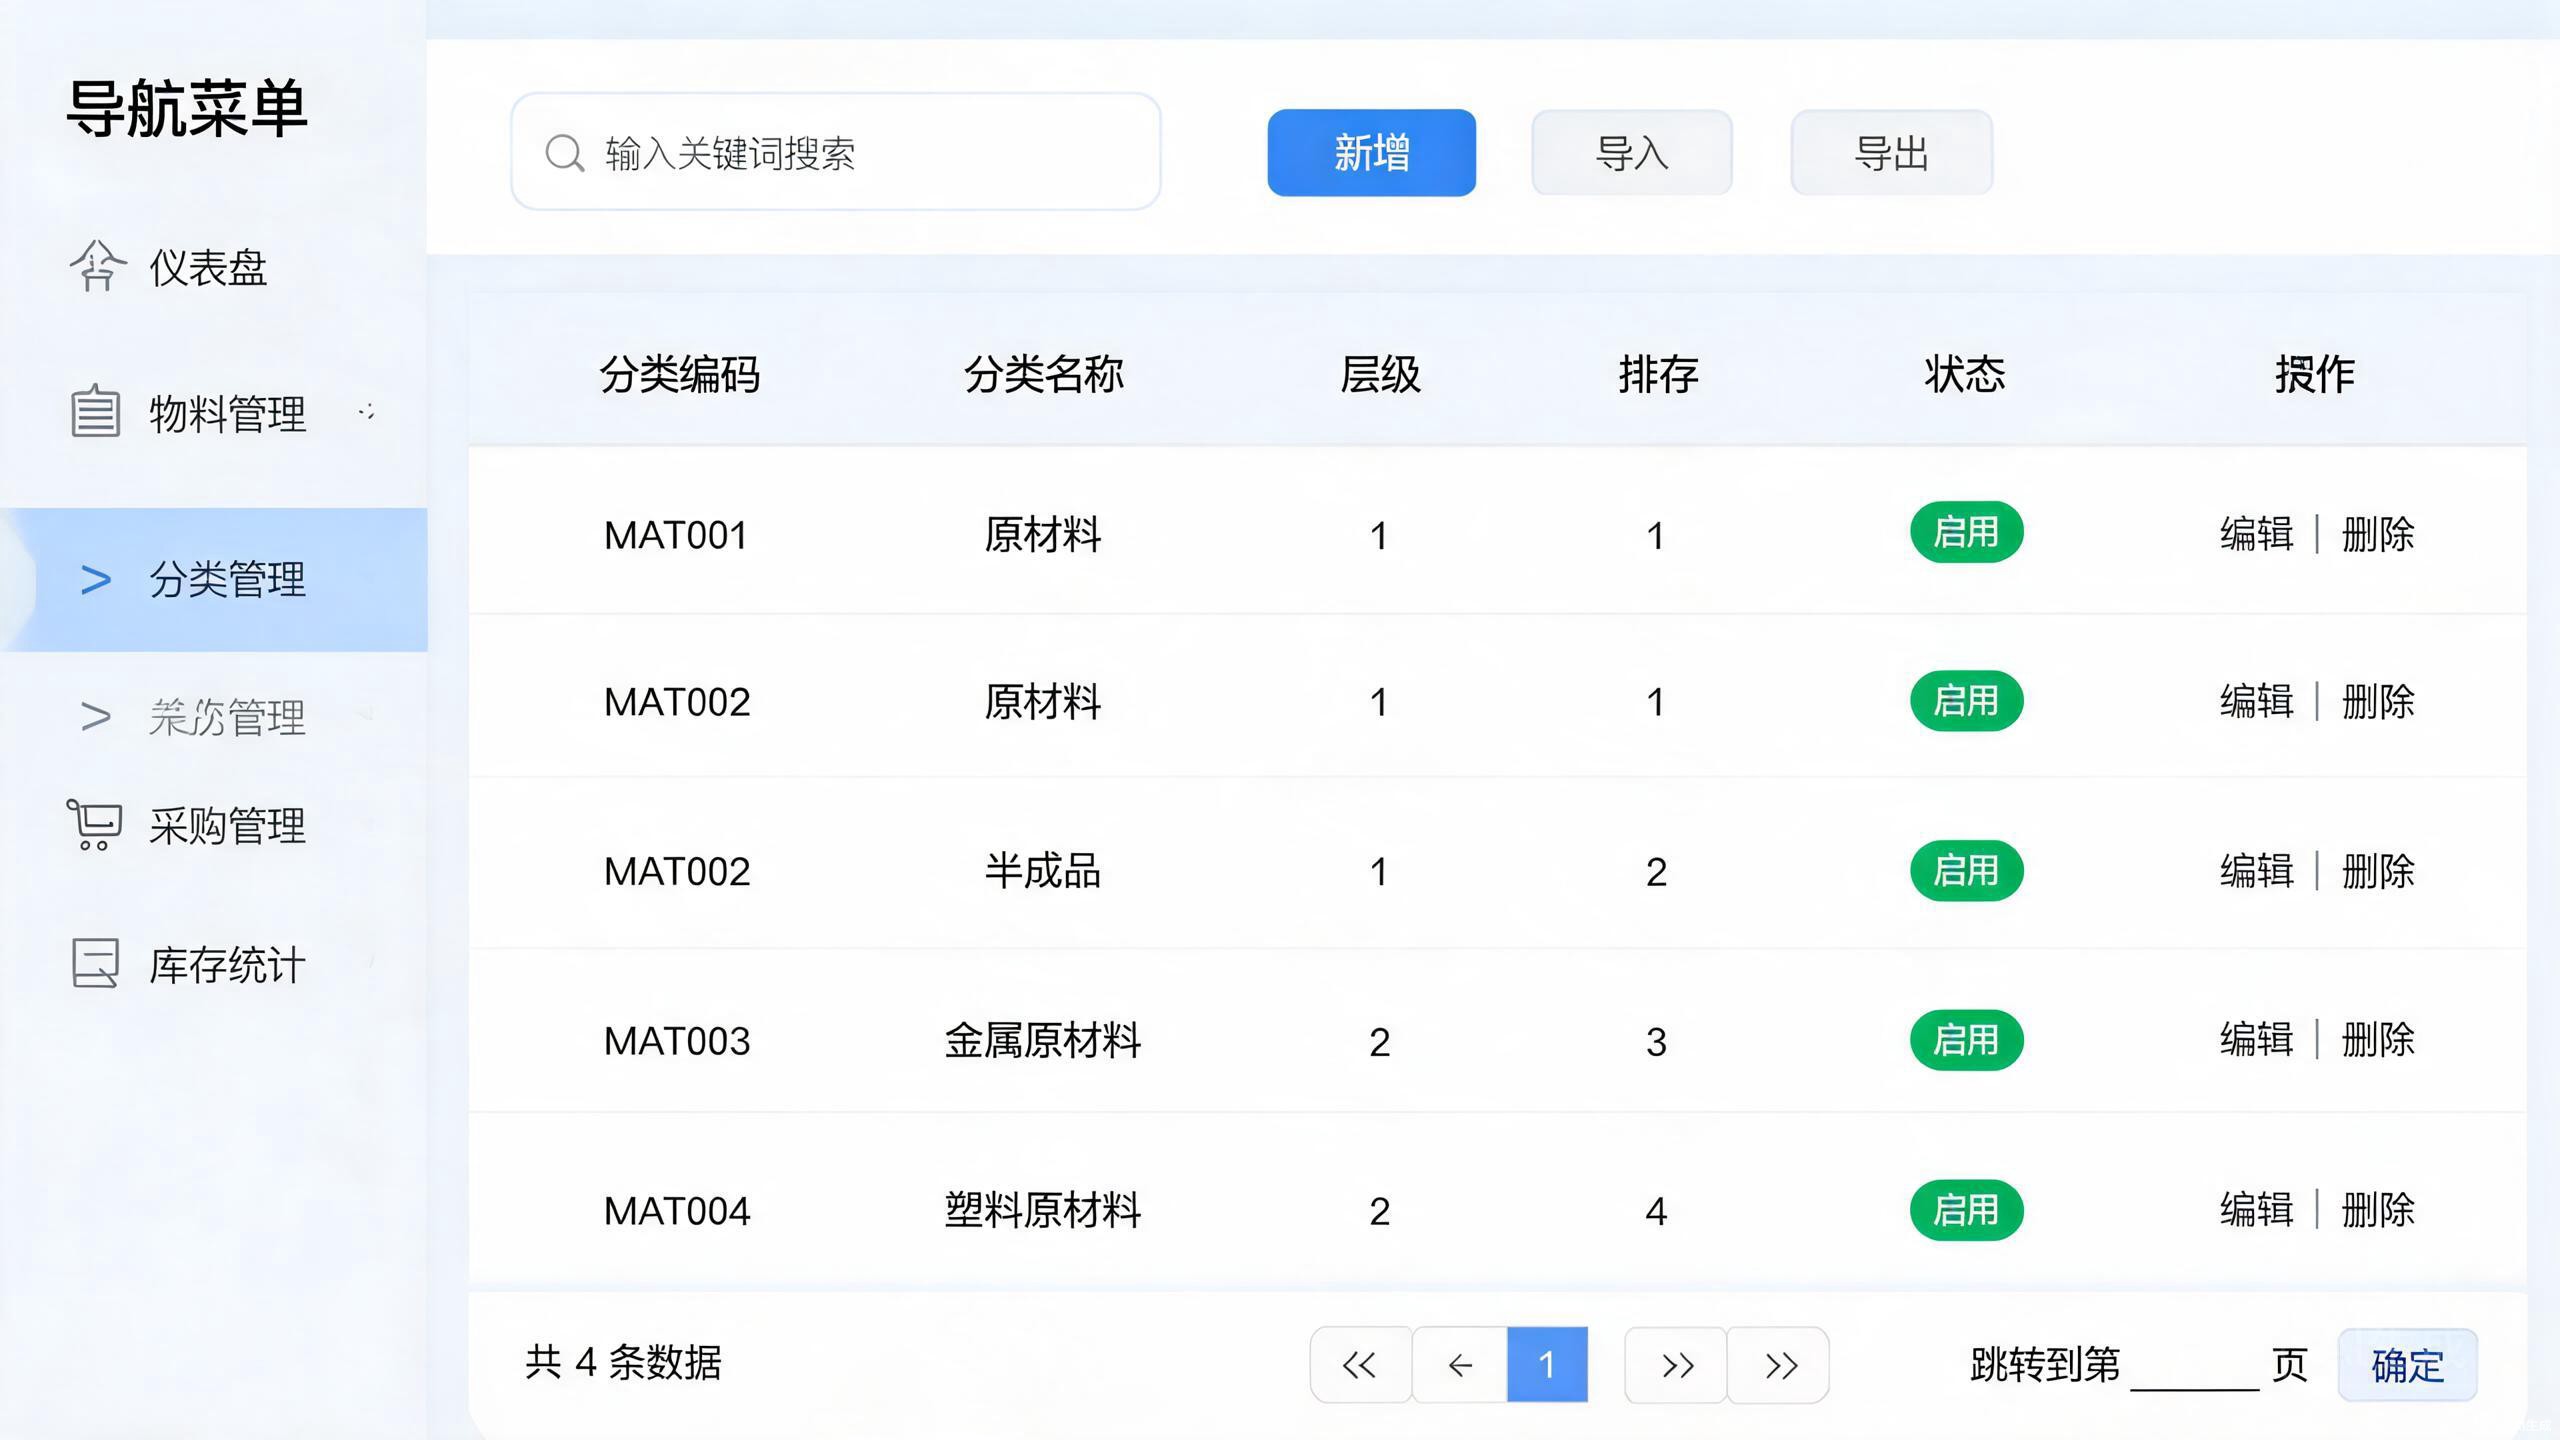 导航菜单
仪表盘
物料管理
分类管理
管理
采购管理
库存统计
输入关键词搜索
新增
导入
导出
分类编码 分类名称 层级 排存 状态 操作
MAT001 原材料 1 1 启用 编辑 | 删除
MAT002 原材料 1 1 启用 编辑 | 删除
MAT002 半成品 1 2 启用 编辑 | 删除
MAT003 金属原材料 2 3 启用 编辑 | 删除
MAT004 塑料原材料 2 4 启用 编辑 | 删除
共 4 条数据
1
跳转到第 页 确定